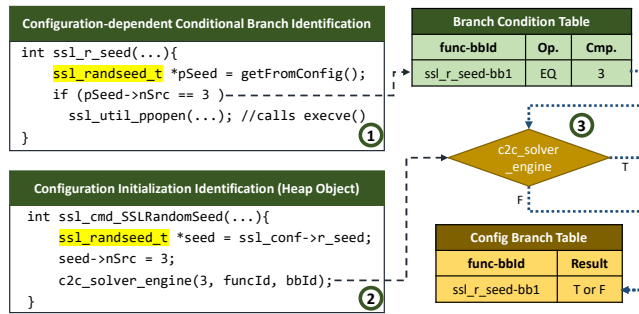 Configuration-dependent Conditional Branch Identification
int ssl_r_seed(...){
ssl_randseed_t *pSeed = getFromConfig();
if (pSeed->nSrc == 3 )
ssl_util_ppopen(...); //calls execve()
}
1
Configuration Initialization Identification (Heap Object)
int ssl_cmd_SSLRandomSeed(...){
ssl_randseed_t *seed = ssl_conf->r_seed;
seed->nSrc = 3;
c2c_solver_engine(3, funcId, bbId);
}
2
Branch Condition Table
func-bbId Op. Cmp.
ssl_r_seed-bb1 EQ 3
3
c2c_solver
_engine
T
F
Config Branch Table
func-bbId Result
ssl_r_seed-bb1 T or F